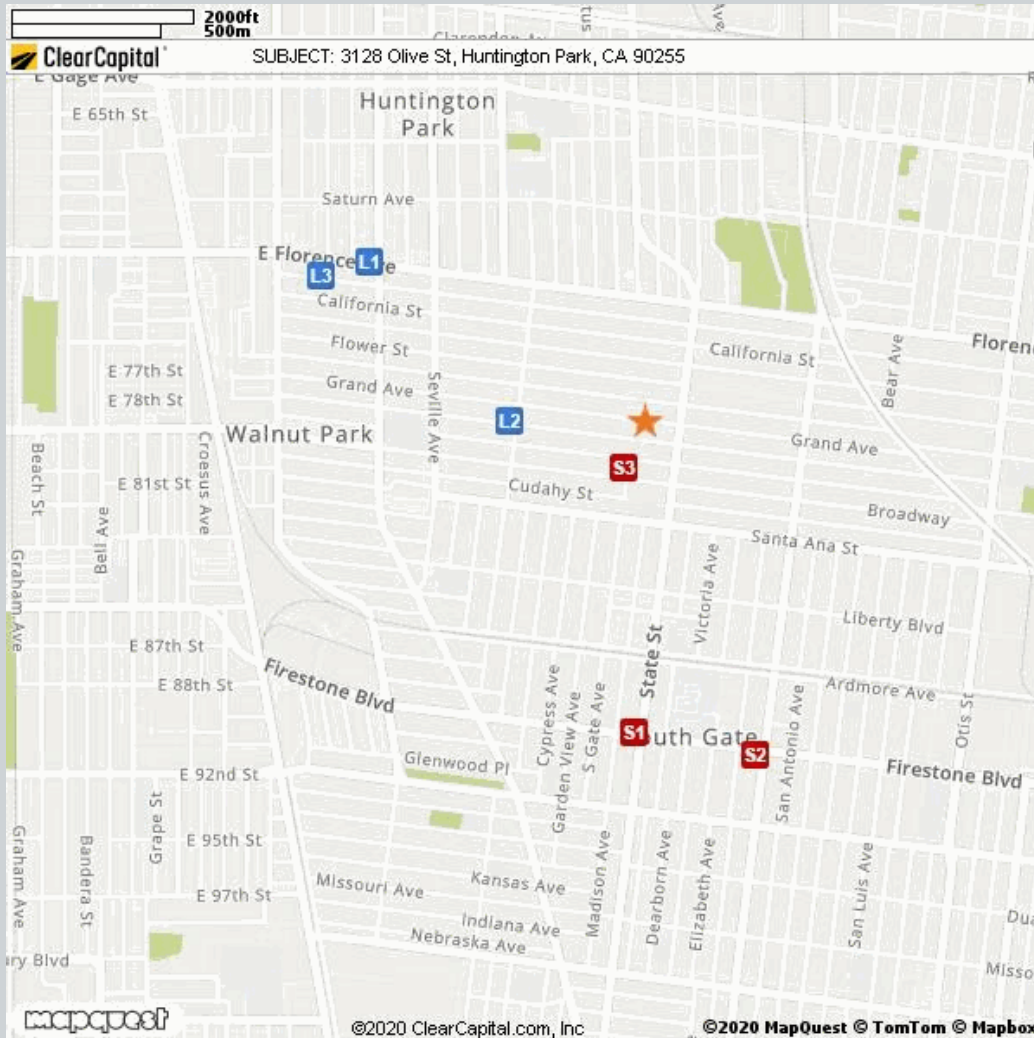 2000ft
500m
ClearCapital
SUBJECT: 3128 Olive St, Huntington Park, CA 90255
E Gage Ave
E 65th St
Huntington
Park
Saturn Ave
E Florence Ave
L1
L3
California St
Flower St
Grand Ave
Seville Ave
E 77th St
E 78th St
California St
Bear Ave
L2
Walnut Park
Grand Ave
S3
Beach St
Croesus Ave
E 81st St
Cudahy St
Bell Ave
Broadway
Santa Ana St
Graham Ave
Victoria Ave
Liberty Blvd
E 87th St
State St
E 88th St
Firestone Blvd
Cypress Ave
Garden View Ave
S Gate Ave
Ardmore Ave
San Antonio Ave
Otis St
S1
South Gate
S2
Glenwood Pl
E 92nd St
Firestone Blvd
Grape St
E 95th St
Graham Ave
Bandera St
Madison Ave
Dearborn Ave
Elizabeth Ave
San Luis Ave
E 97th St
Missouri Ave
Kansas Ave
Indiana Ave
Nebraska Ave
mapquest
©2020 ClearCapital.com, Inc
©2020 MapQuest © TomTom © Mapbox